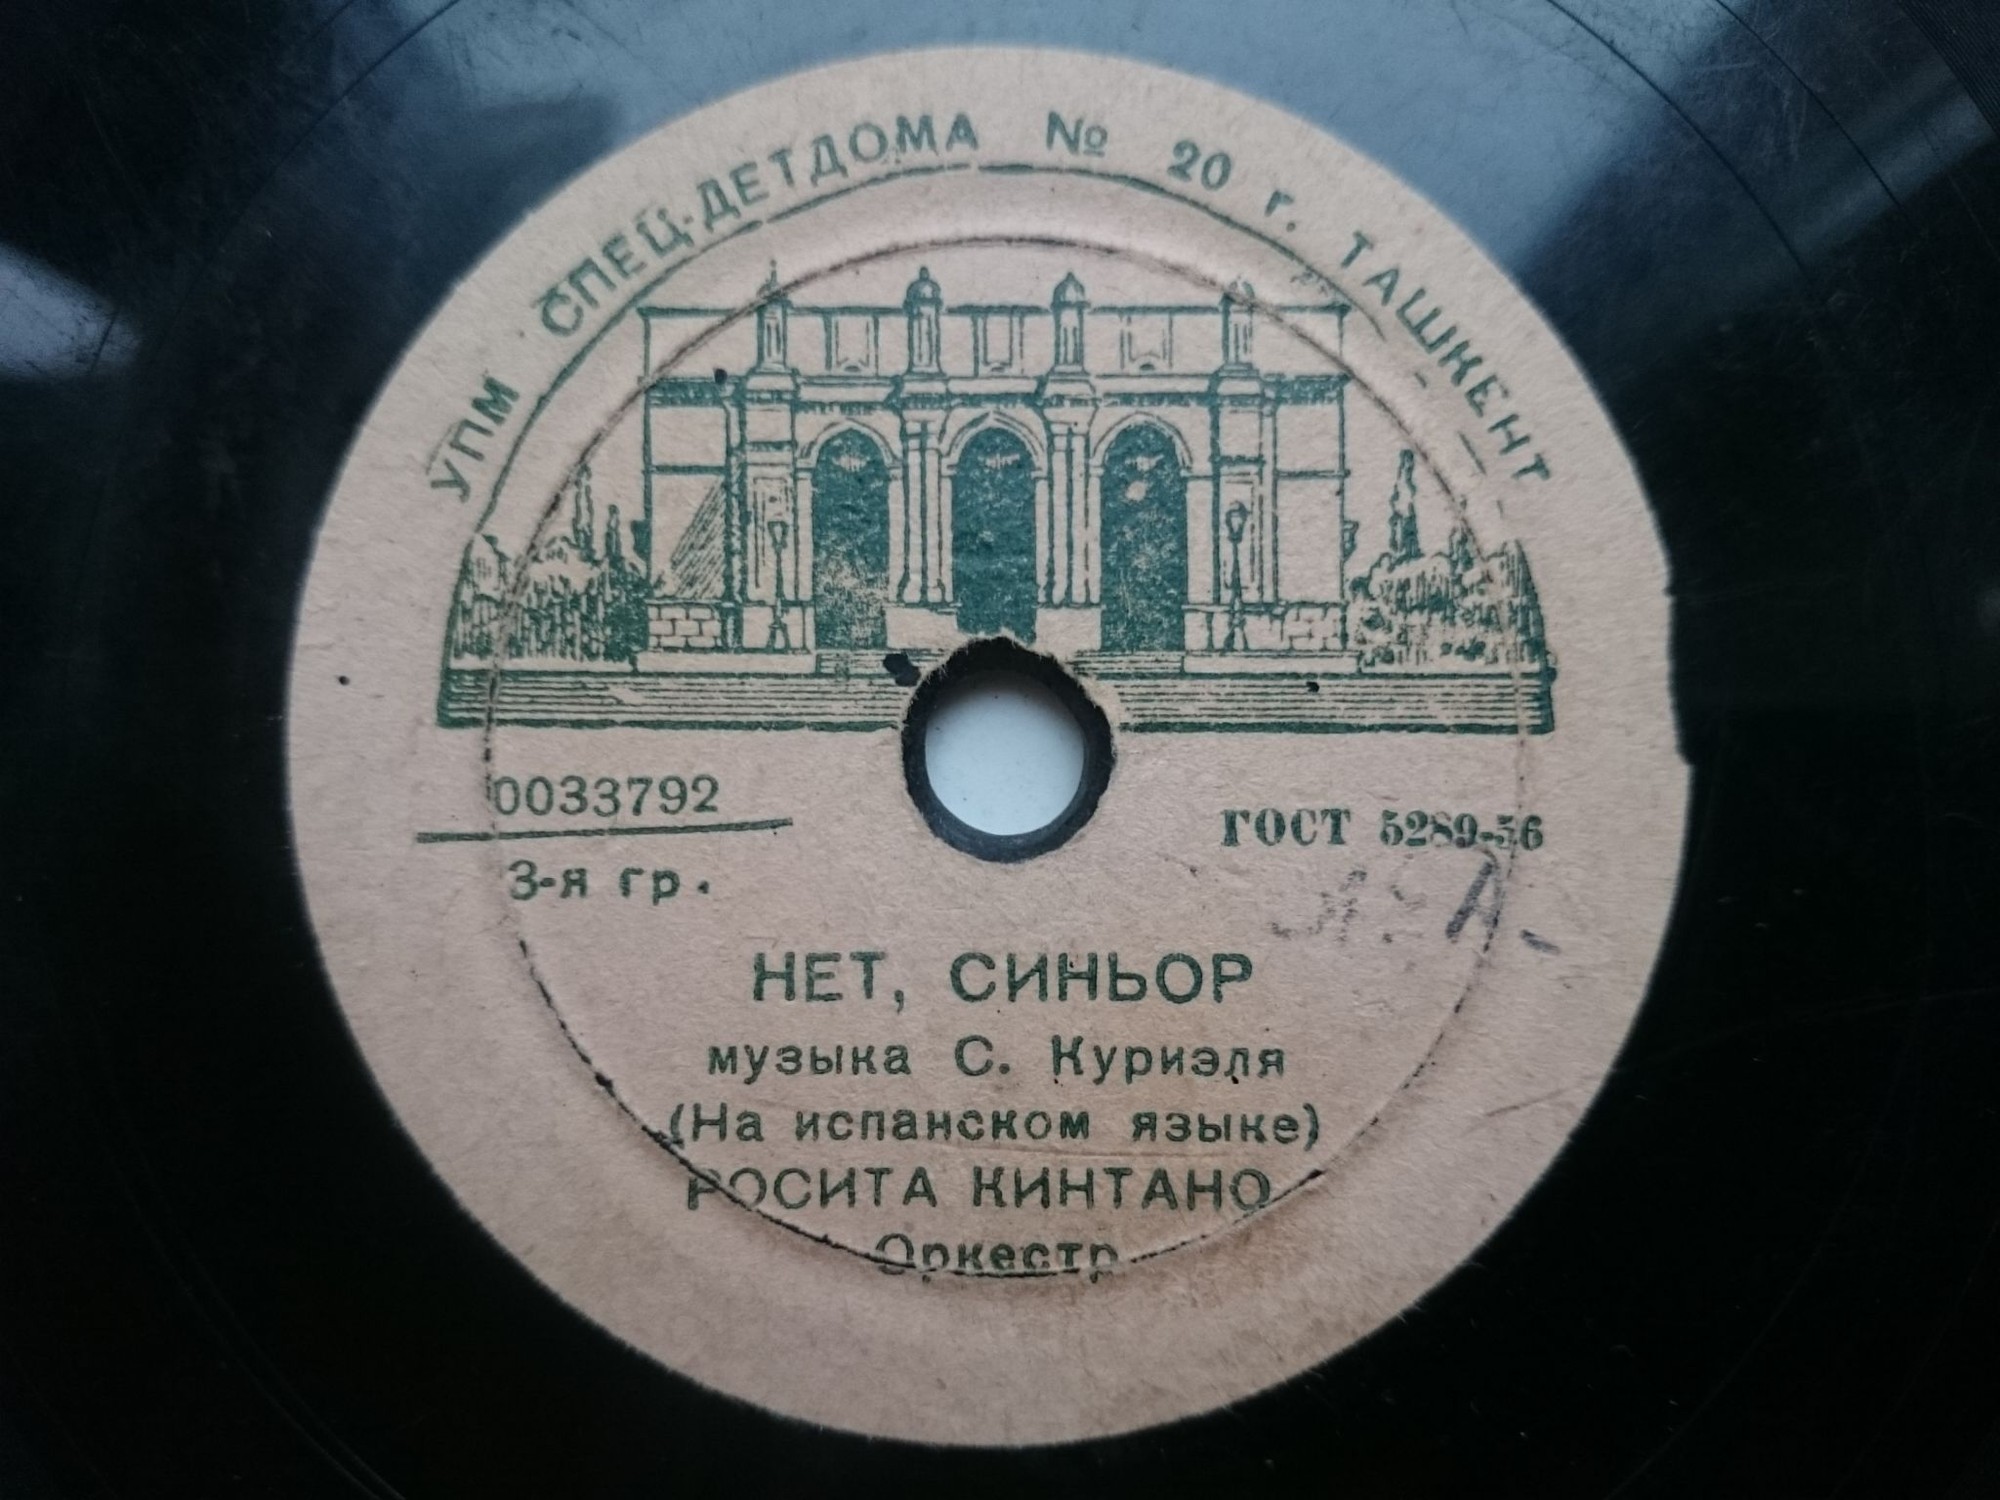 УПМ СПЕЦ-ДЕТДОМА № 20 г. ТАШКЕНТ
0033792
3-я гр.
ГОСТ 5289-56
НЕТ, СИНЬОР
музыка С. Куриэля
(На испанском языке)
РОСИТА КИНТАНО
Оркестр